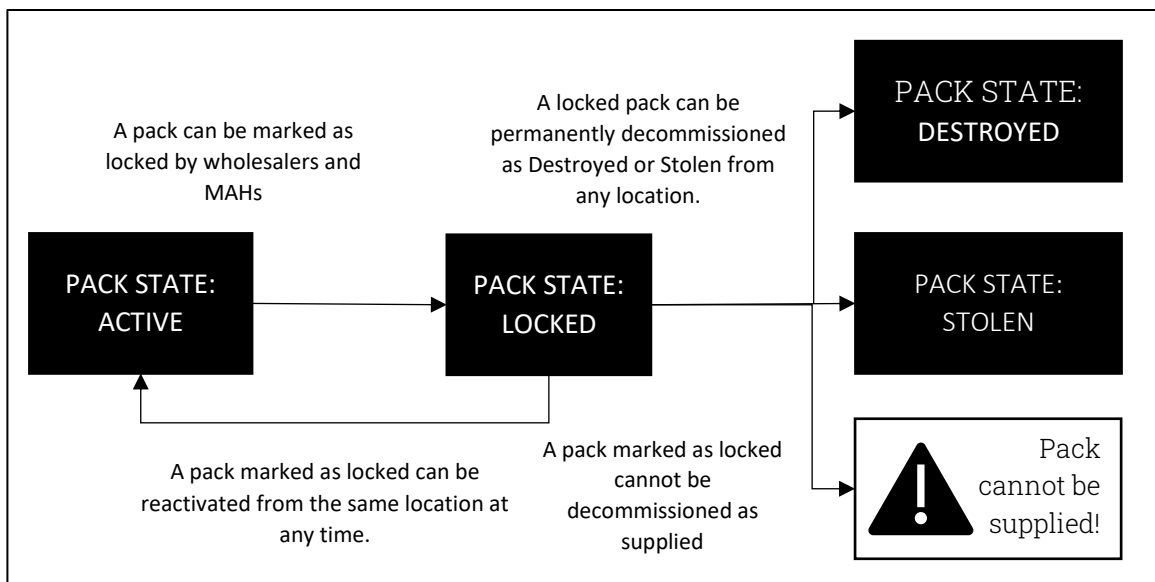 A pack can be marked as
locked by wholesalers and
MAHs
A locked pack can be
permanently decommissioned
as Destroyed or Stolen from
any location.
PACK STATE:
DESTROYED
PACK STATE:
ACTIVE
PACK STATE:
LOCKED
PACK STATE:
STOLEN
A pack marked as locked can be
reactivated from the same location at
any time.
A pack marked as locked
cannot be
decommissioned as
supplied
Pack
cannot be
supplied!